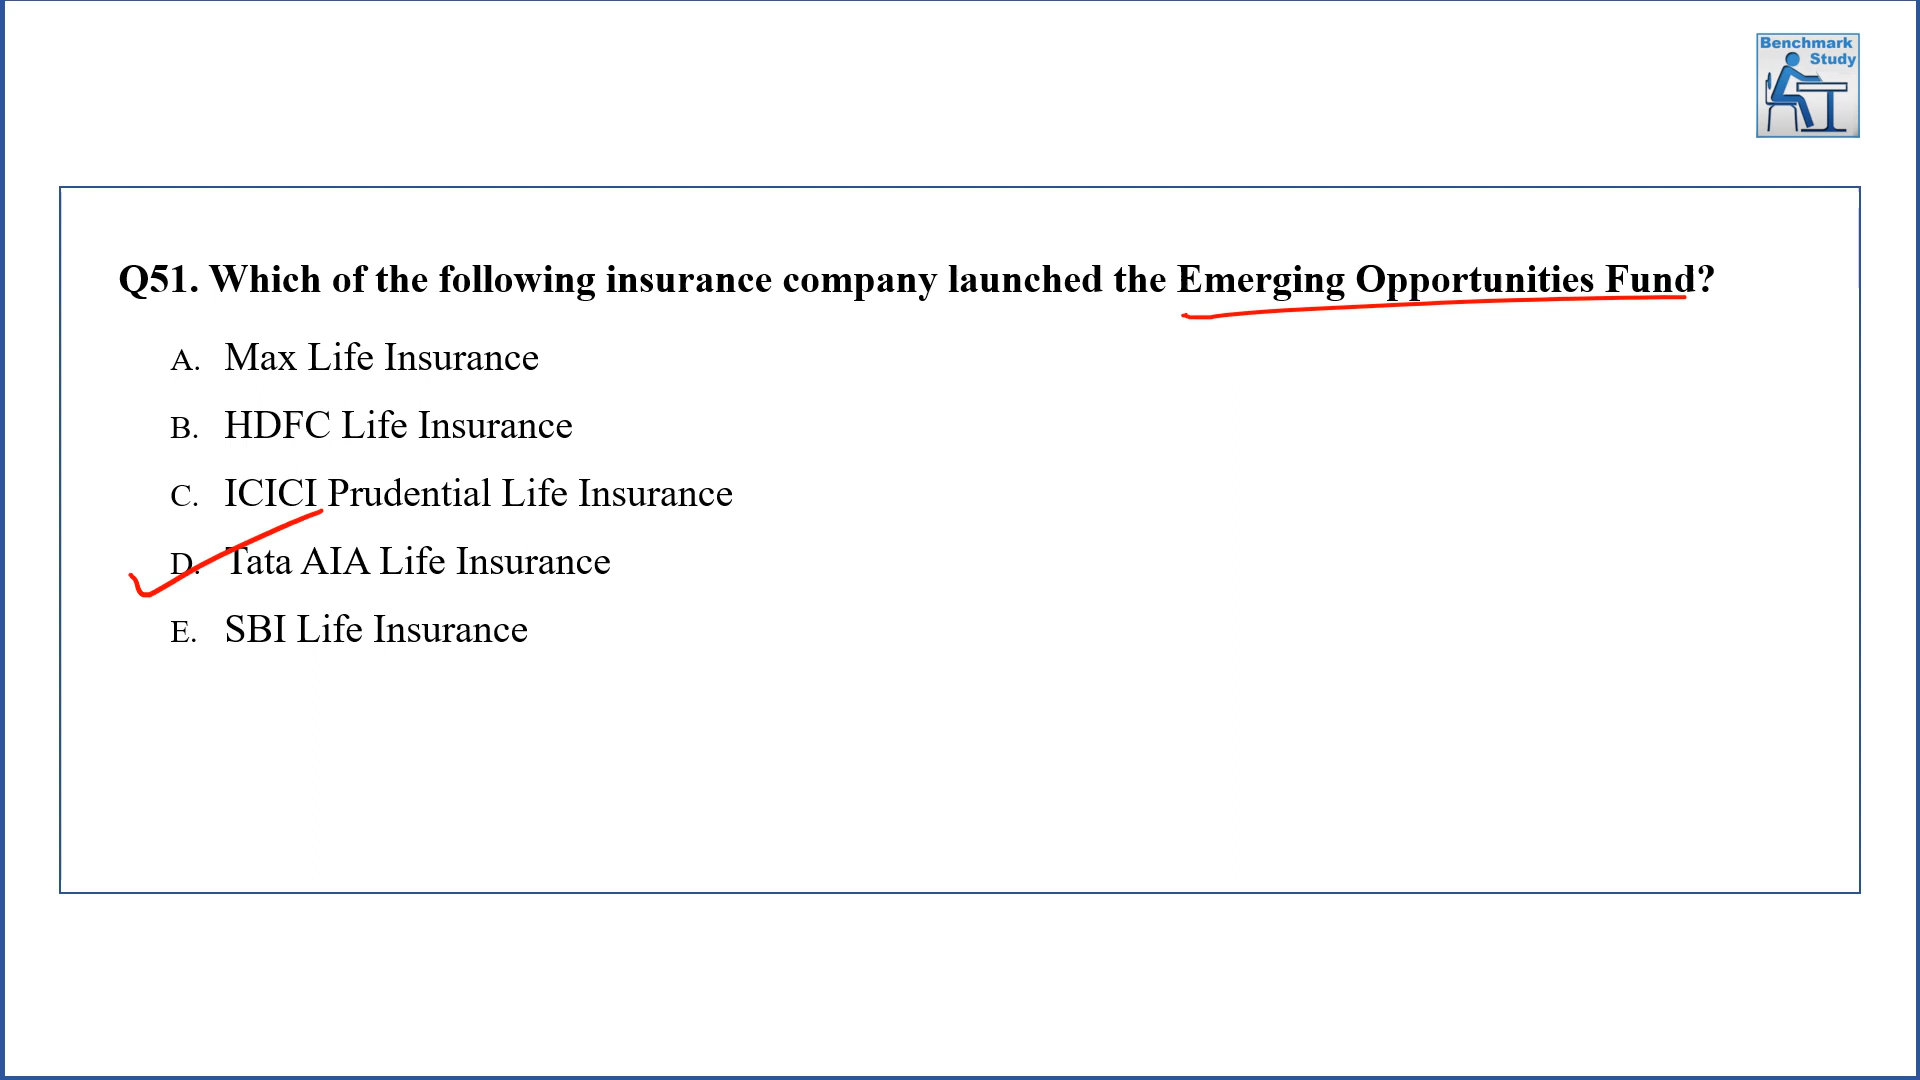 Benchmark
Study
Q51. Which of the following insurance company launched the Emerging Opportunities Fund?
A. Max Life Insurance
B. HDFC Life Insurance
C. ICICI Prudential Life Insurance
D. Tata AIA Life Insurance
E. SBI Life Insurance